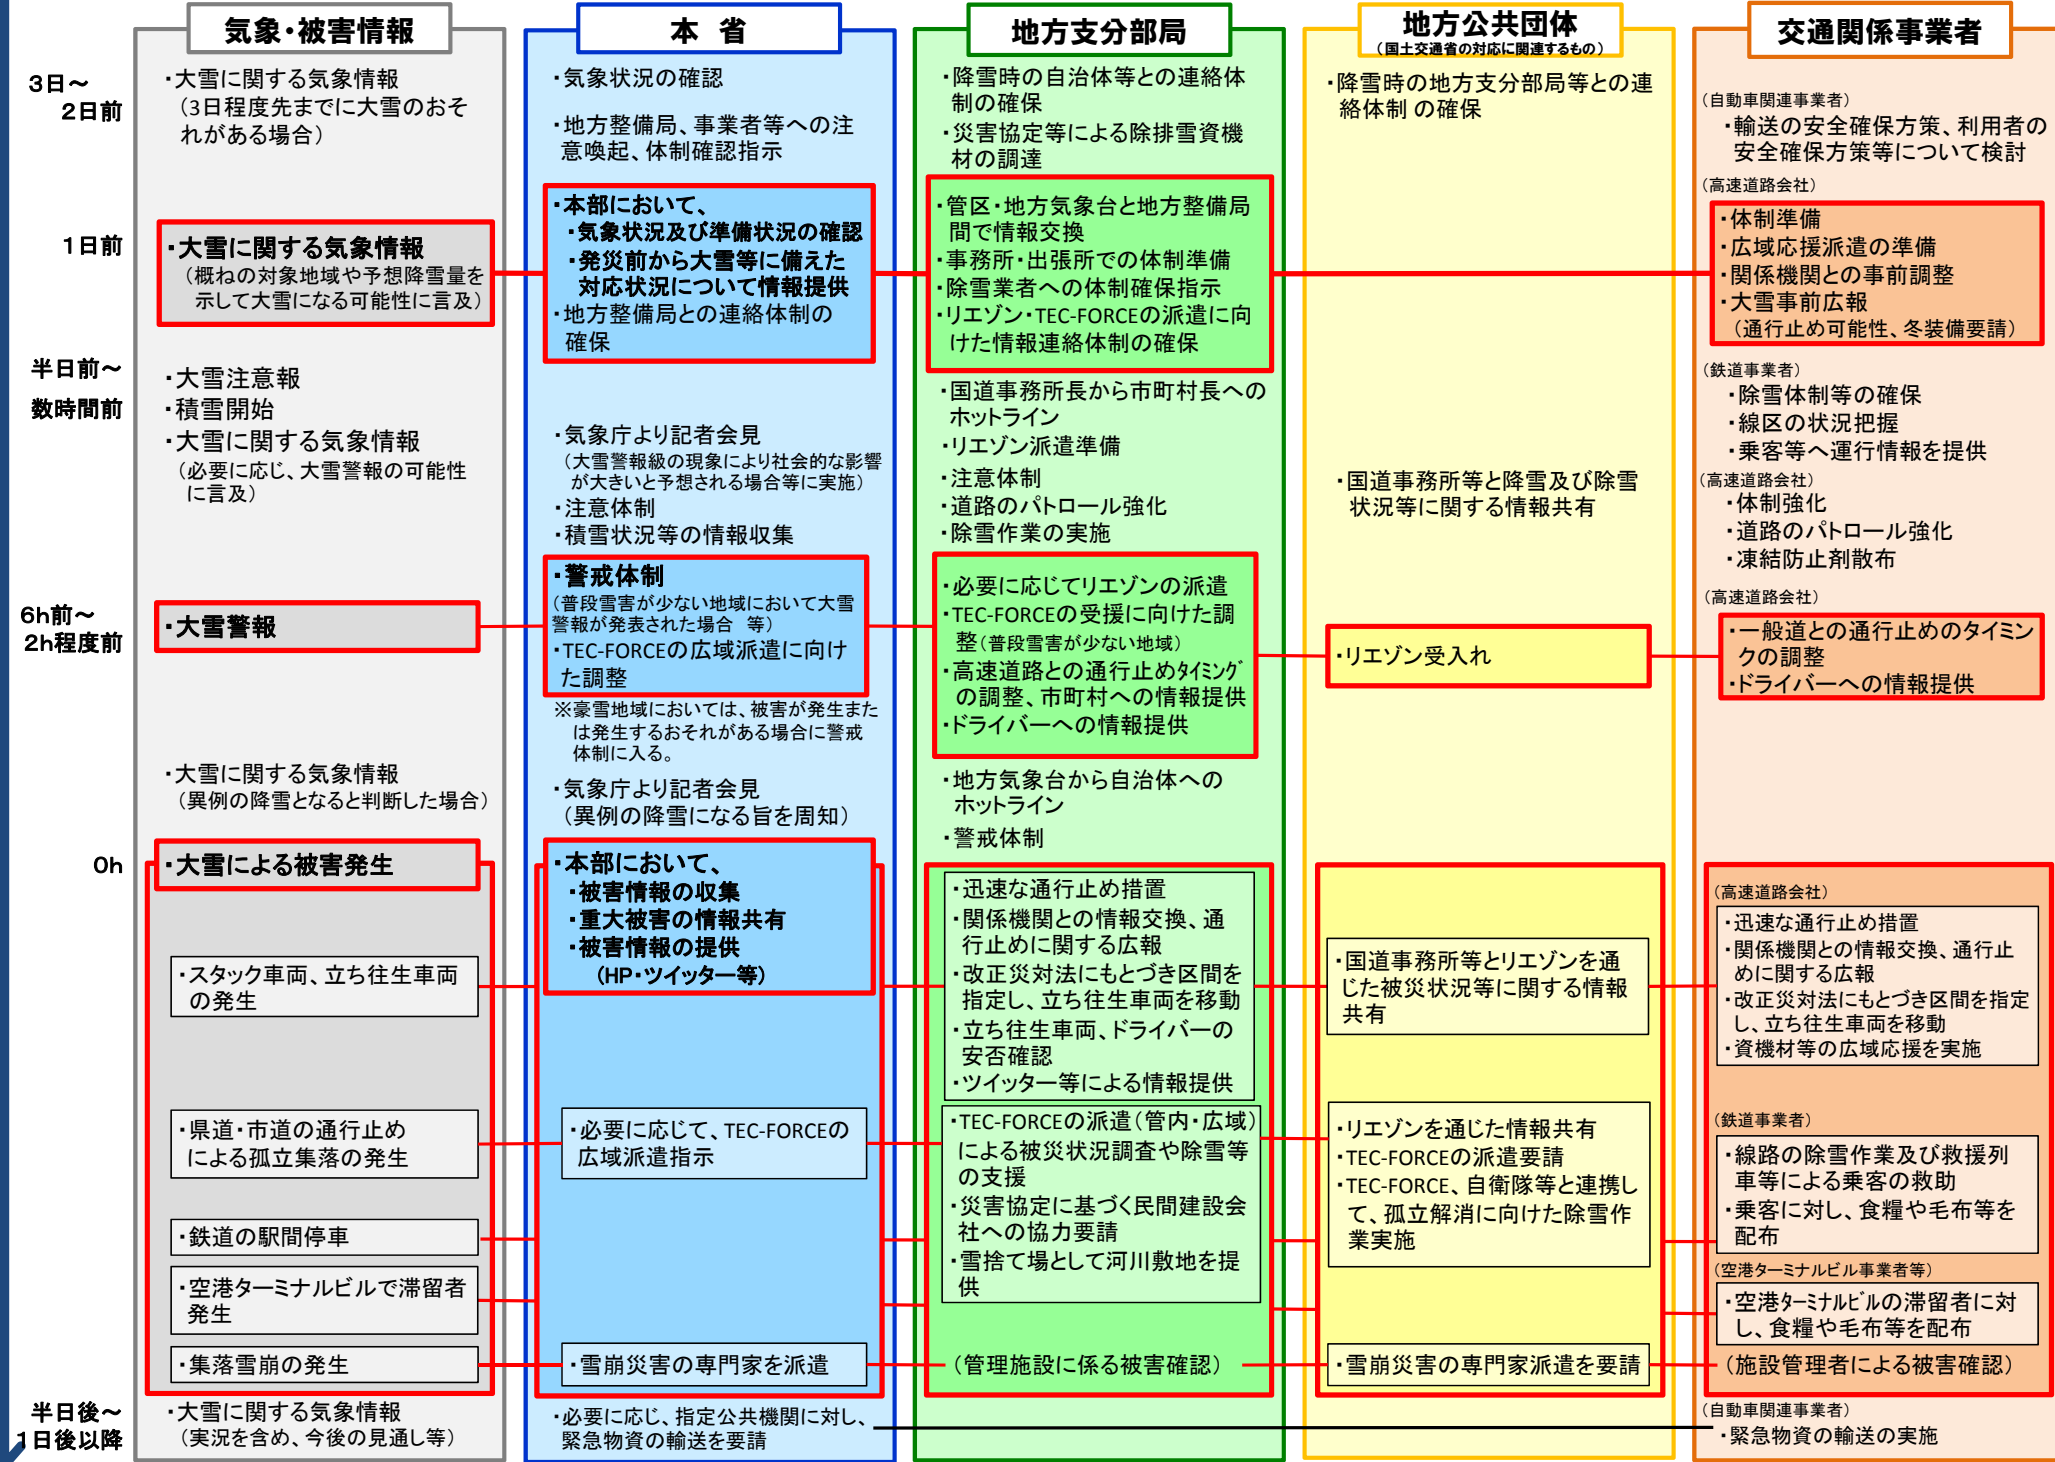 気象・被害情報
本 省
地方支分部局
地方公共団体
(国土交通省の対応に関連するもの)
交通関係事業者
3日～
2日前
1日前
半日前～
数時間前
6h前～
2h程度前
0h
半日後～
1日後以降
・大雪に関する気象情報
(3日程度先までに大雪のおそ
れがある場合)
・大雪に関する気象情報
(概ねの対象地域や予想降雪量を
示して大雪になる可能性に言及)
・大雪注意報
・積雪開始
・大雪に関する気象情報
(必要に応じ、大雪警報の可能性
に言及)
・大雪警報
・大雪に関する気象情報
(異例の降雪となると判断した場合)
・大雪による被害発生
・スタック車両、立ち往生車両
の発生
・県道・市道の通行止め
による孤立集落の発生
・鉄道の駅間停車
・空港ターミナルビルで滞留者
発生
・集落雪崩の発生
・大雪に関する気象情報
(実況を含め、今後の見通し等)
・気象状況の確認
・地方整備局、事業者等への注
意喚起、体制確認指示
・本部において、
・気象状況及び準備状況の確認
・発災前から大雪等に備えた
対応状況について情報提供
・地方整備局との連絡体制の
確保
・気象庁より記者会見
(大雪警報級の現象により社会的な影響
が大きいと予想される場合等に実施)
・注意体制
・積雪状況等の情報収集
・警戒体制
(普段雪害が少ない地域において大雪
警報が発表された場合 等)
・TEC-FORCEの広域派遣に向け
た調整
※豪雪地域においては、被害が発生また
は発生するおそれがある場合に警戒
体制に入る。
・気象庁より記者会見
(異例の降雪になる旨を周知)
・本部において、
・被害情報の収集
・重大被害の情報共有
・被害情報の提供
(HP・ツイッター等)
・必要に応じて、TEC-FORCEの
広域派遣指示
・雪崩災害の専門家を派遣
・必要に応じ、指定公共機関に対し、
緊急物資の輸送を要請
・降雪時の自治体等との連絡体
制の確保
・災害協定等による除排雪資機
材の調達
・管区・地方気象台と地方整備局
間で情報交換
・事務所・出張所での体制準備
・除雪業者への体制確保指示
・リエゾン・TEC-FORCEの派遣に向
けた情報連絡体制の確保
・国道事務所長から市町村長への
ホットライン
・リエゾン派遣準備
・注意体制
・道路のパトロール強化
・除雪作業の実施
・必要に応じてリエゾンの派遣
・TEC-FORCEの受援に向けた調
整(普段雪害が少ない地域)
・高速道路との通行止めﾀｲﾐﾝｸﾞ
の調整、市町村への情報提供
・ドライバーへの情報提供
・地方気象台から自治体への
ホットライン
・警戒体制
・迅速な通行止め措置
・関係機関との情報交換、通
行止めに関する広報
・改正災対法にもとづき区間を
指定し、立ち往生車両を移動
・立ち往生車両、ドライバーの
安否確認
・ツイッター等による情報提供
・TEC-FORCEの派遣(管内・広域)
による被災状況調査や除雪等
の支援
・災害協定に基づく民間建設会
社への協力要請
・雪捨て場として河川敷地を提
供
(管理施設に係る被害確認)
・降雪時の地方支分部局等との連
絡体制 の確保
・国道事務所等と降雪及び除雪
状況等に関する情報共有
・リエゾン受入れ
・国道事務所等とリエゾンを通
じた被災状況等に関する情報
共有
・リエゾンを通じた情報共有
・TEC-FORCEの派遣要請
・TEC-FORCE、自衛隊等と連携し
て、孤立解消に向けた除雪作
業実施
・雪崩災害の専門家派遣を要請
(自動車関連事業者)
・輸送の安全確保方策、利用者の
安全確保方策等について検討
(高速道路会社)
・体制準備
・広域応援派遣の準備
・関係機関との事前調整
・大雪事前広報
(通行止め可能性、冬装備要請)
(鉄道事業者)
・除雪体制等の確保
・線区の状況把握
・乗客等へ運行情報を提供
(高速道路会社)
・体制強化
・道路のパトロール強化
・凍結防止剤散布
(高速道路会社)
・一般道との通行止めのタイミン
クの調整
・ドライバーへの情報提供
(高速道路会社)
・迅速な通行止め措置
・関係機関との情報交換、通行止
めに関する広報
・改正災対法にもとづき区間を指定
し、立ち往生車両を移動
・資機材等の広域応援を実施
(鉄道事業者)
・線路の除雪作業及び救援列
車等による乗客の救助
・乗客に対し、食糧や毛布等を
配布
(空港ターミナルビル事業者等)
・空港ﾀｰﾐﾅﾙﾋﾞﾙの滞留者に対
し、食糧や毛布等を配布
(施設管理者による被害確認)
(自動車関連事業者)
・緊急物資の輸送の実施